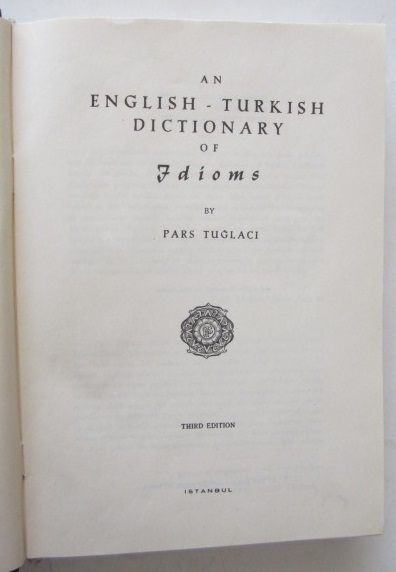 AN
ENGLISH - TURKISH
DICTIONARY
OF
Idioms
BY
PARS TUĞLACI
THIRD EDITION
ISTANBUL